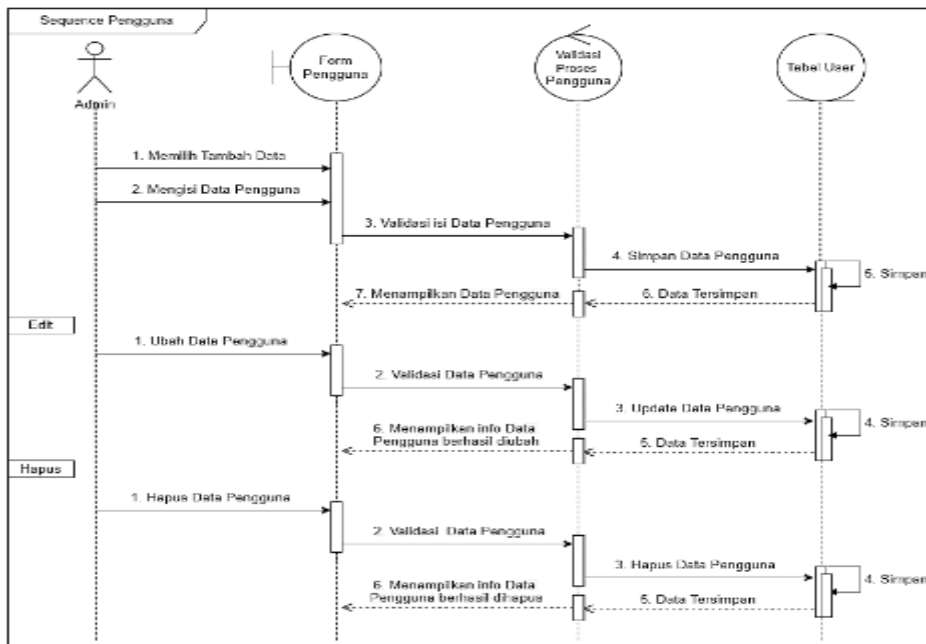 Sequence Pengguna
Form
Pengguna
Validasi
Proses
Pengguna
Tabel User
Admin
1. Memilih Tambah Data
2. Mengisi Data Pengguna
3. Validasi isi Data Pengguna
4. Simpan Data Pengguna
5. Simpan
7. Menampilkan Data Pengguna
6. Data Tersimpan
Edit
1. Ubah Data Pengguna
2. Validasi Data Pengguna
3. Update Data Pengguna
4. Simpan
6. Menampilkan info Data
Pengguna berhasil diubah
5. Data Tersimpan
Hapus
1. Hapus Data Pengguna
2. Validasi Data Pengguna
3. Hapus Data Pengguna
4. Simpan
6. Menampilkan info Data
Pengguna berhasil dihapus
5. Data Tersimpan